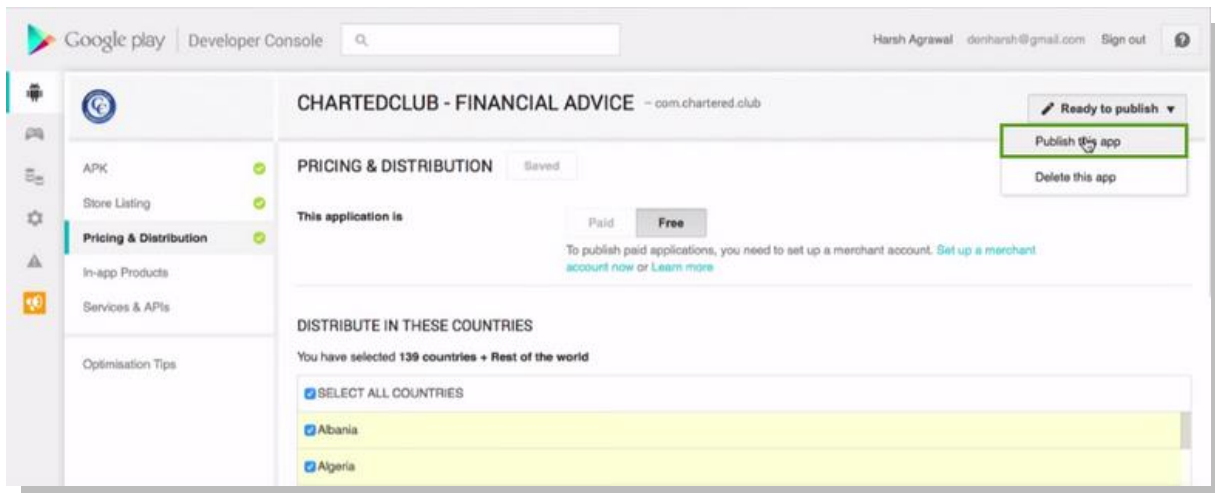 Google play Developer Console
Harsh Agrawal denharsh@gmail.com Sign out
CHARTEDCLUB - FINANCIAL ADVICE - com.chartered.club
Ready to publish
Publish this app
Delete this app
APK
Store Listing
Pricing & Distribution
In-app Products
Services & APIs
Optimisation Tips
PRICING & DISTRIBUTION Saved
This application is Paid Free
To publish paid applications, you need to set up a merchant account. Set up a merchant
account now or Learn more
DISTRIBUTE IN THESE COUNTRIES
You have selected 139 countries + Rest of the world
SELECT ALL COUNTRIES
Albania
Algeria